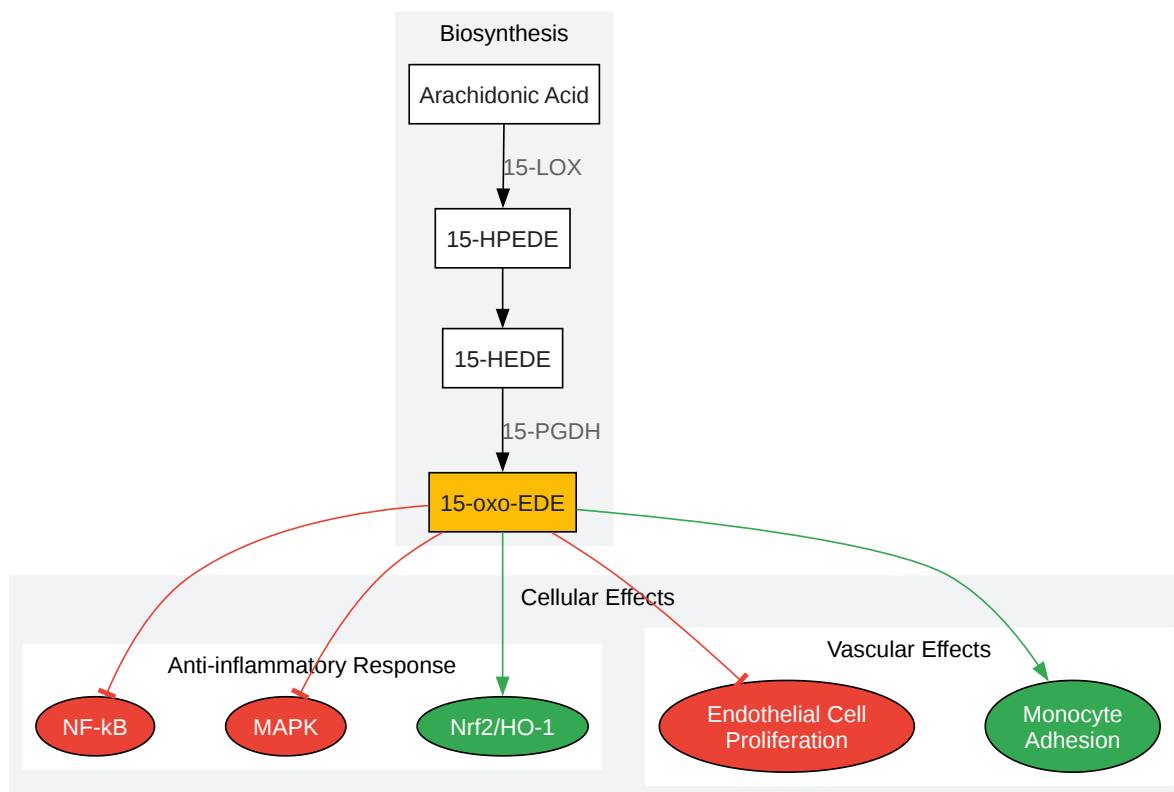 Biosynthesis
Arachidonic Acid
15-LOX
15-HPEDE
15-HEDE
15-PGDH
15-oxo-EDE
Cellular Effects
Anti-inflammatory Response
NF-kB
MAPK
Nrf2/HO-1
Vascular Effects
Endothelial Cell
Proliferation
Monocyte
Adhesion